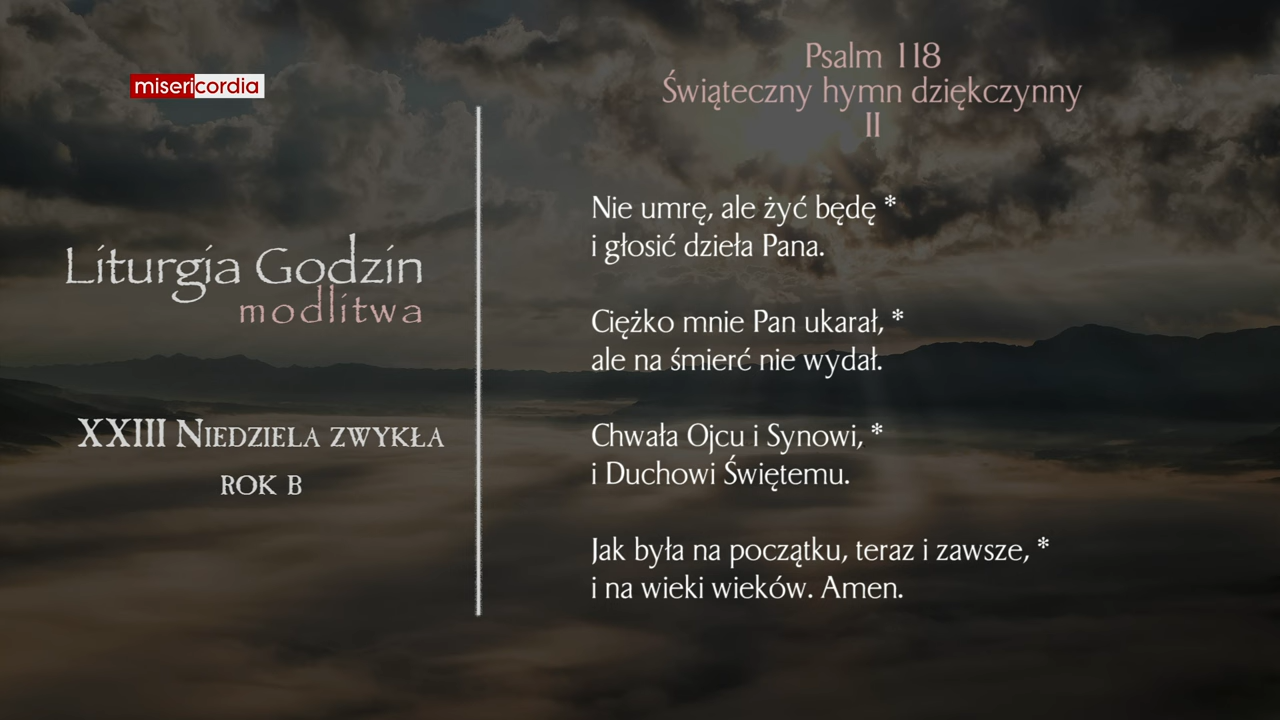 misericordia
Liturgia Godzin
modlitwa
XXIII Niedziela zwykła
rok B
Psalm 118
Świąteczny hymn dziękczynny
II
Nie umrę, ale żyć będę *
i głosić dzieła Pana.
Ciężko mnie Pan ukarał, *
ale na śmierć nie wydał.
Chwała Ojcu i Synowi, *
i Duchowi Świętemu.
Jak była na początku, teraz i zawsze, *
i na wieki wieków. Amen.